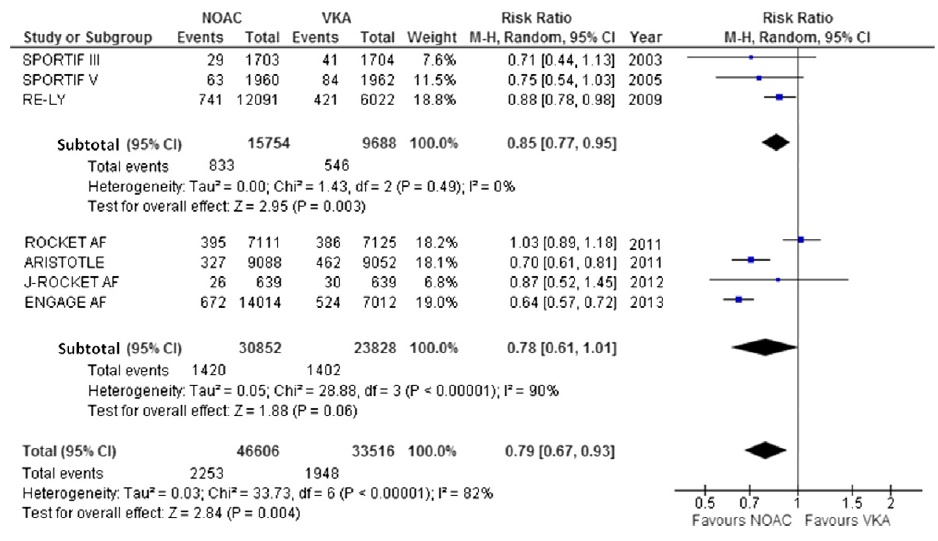 NOAC VKA Risk Ratio Risk Ratio
Study or Subgroup Events Total Events Total Weight M-H, Random, 95% CI Year M-H, Random, 95% CI
SPORTIF III 29 1703 41 1704 7.6% 0.71 [0.44, 1.13] 2003
SPORTIF V 63 1960 84 1962 11.5% 0.75 [0.54, 1.03] 2005
RE-LY 741 12091 421 6022 18.8% 0.88 [0.78, 0.98] 2009
Subtotal (95% CI) 15754 9688 100.0% 0.85 [0.77, 0.95]
Total events 833 546
Heterogeneity: Tau² = 0.00; Chi² = 1.43, df = 2 (P = 0.49); I² = 0%
Test for overall effect: Z = 2.95 (P = 0.003)
ROCKET AF 395 7111 386 7125 18.2% 1.03 [0.89, 1.18] 2011
ARISTOTLE 327 9088 462 9052 18.1% 0.70 [0.61, 0.81] 2011
J-ROCKET AF 26 639 30 639 6.8% 0.87 [0.52, 1.45] 2012
ENGAGE AF 672 14014 524 7012 19.0% 0.64 [0.57, 0.72] 2013
Subtotal (95% CI) 30852 23828 100.0% 0.78 [0.61, 1.01]
Total events 1420 1402
Heterogeneity: Tau² = 0.05; Chi² = 28.88, df = 3 (P < 0.00001); I² = 90%
Test for overall effect: Z = 1.88 (P = 0.06)
Total (95% CI) 46606 33516 100.0% 0.79 [0.67, 0.93]
Total events 2253 1948
Heterogeneity: Tau² = 0.03; Chi² = 33.73, df = 6 (P < 0.00001); I² = 82%
Test for overall effect: Z = 2.84 (P = 0.004)
0.5 0.7 1 1.5 2
Favours NOAC Favours VKA